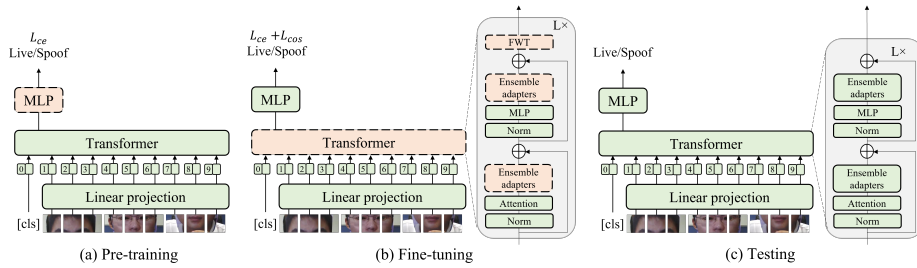 L_ce
Live/Spoof
MLP
Transformer
0 1 2 3 4 5 6 7 8 9
Linear projection
[cls]
(a) Pre-training
L_ce + L_cos
Live/Spoof
MLP
Transformer
0 1 2 3 4 5 6 7 8 9
Linear projection
[cls]
L×
FWT
Ensemble
adapters
MLP
Norm
Ensemble
adapters
Attention
Norm
(b) Fine-tuning
Live/Spoof
MLP
Transformer
0 1 2 3 4 5 6 7 8 9
Linear projection
[cls]
L×
Ensemble
adapters
MLP
Norm
Ensemble
adapters
Attention
Norm
(c) Testing